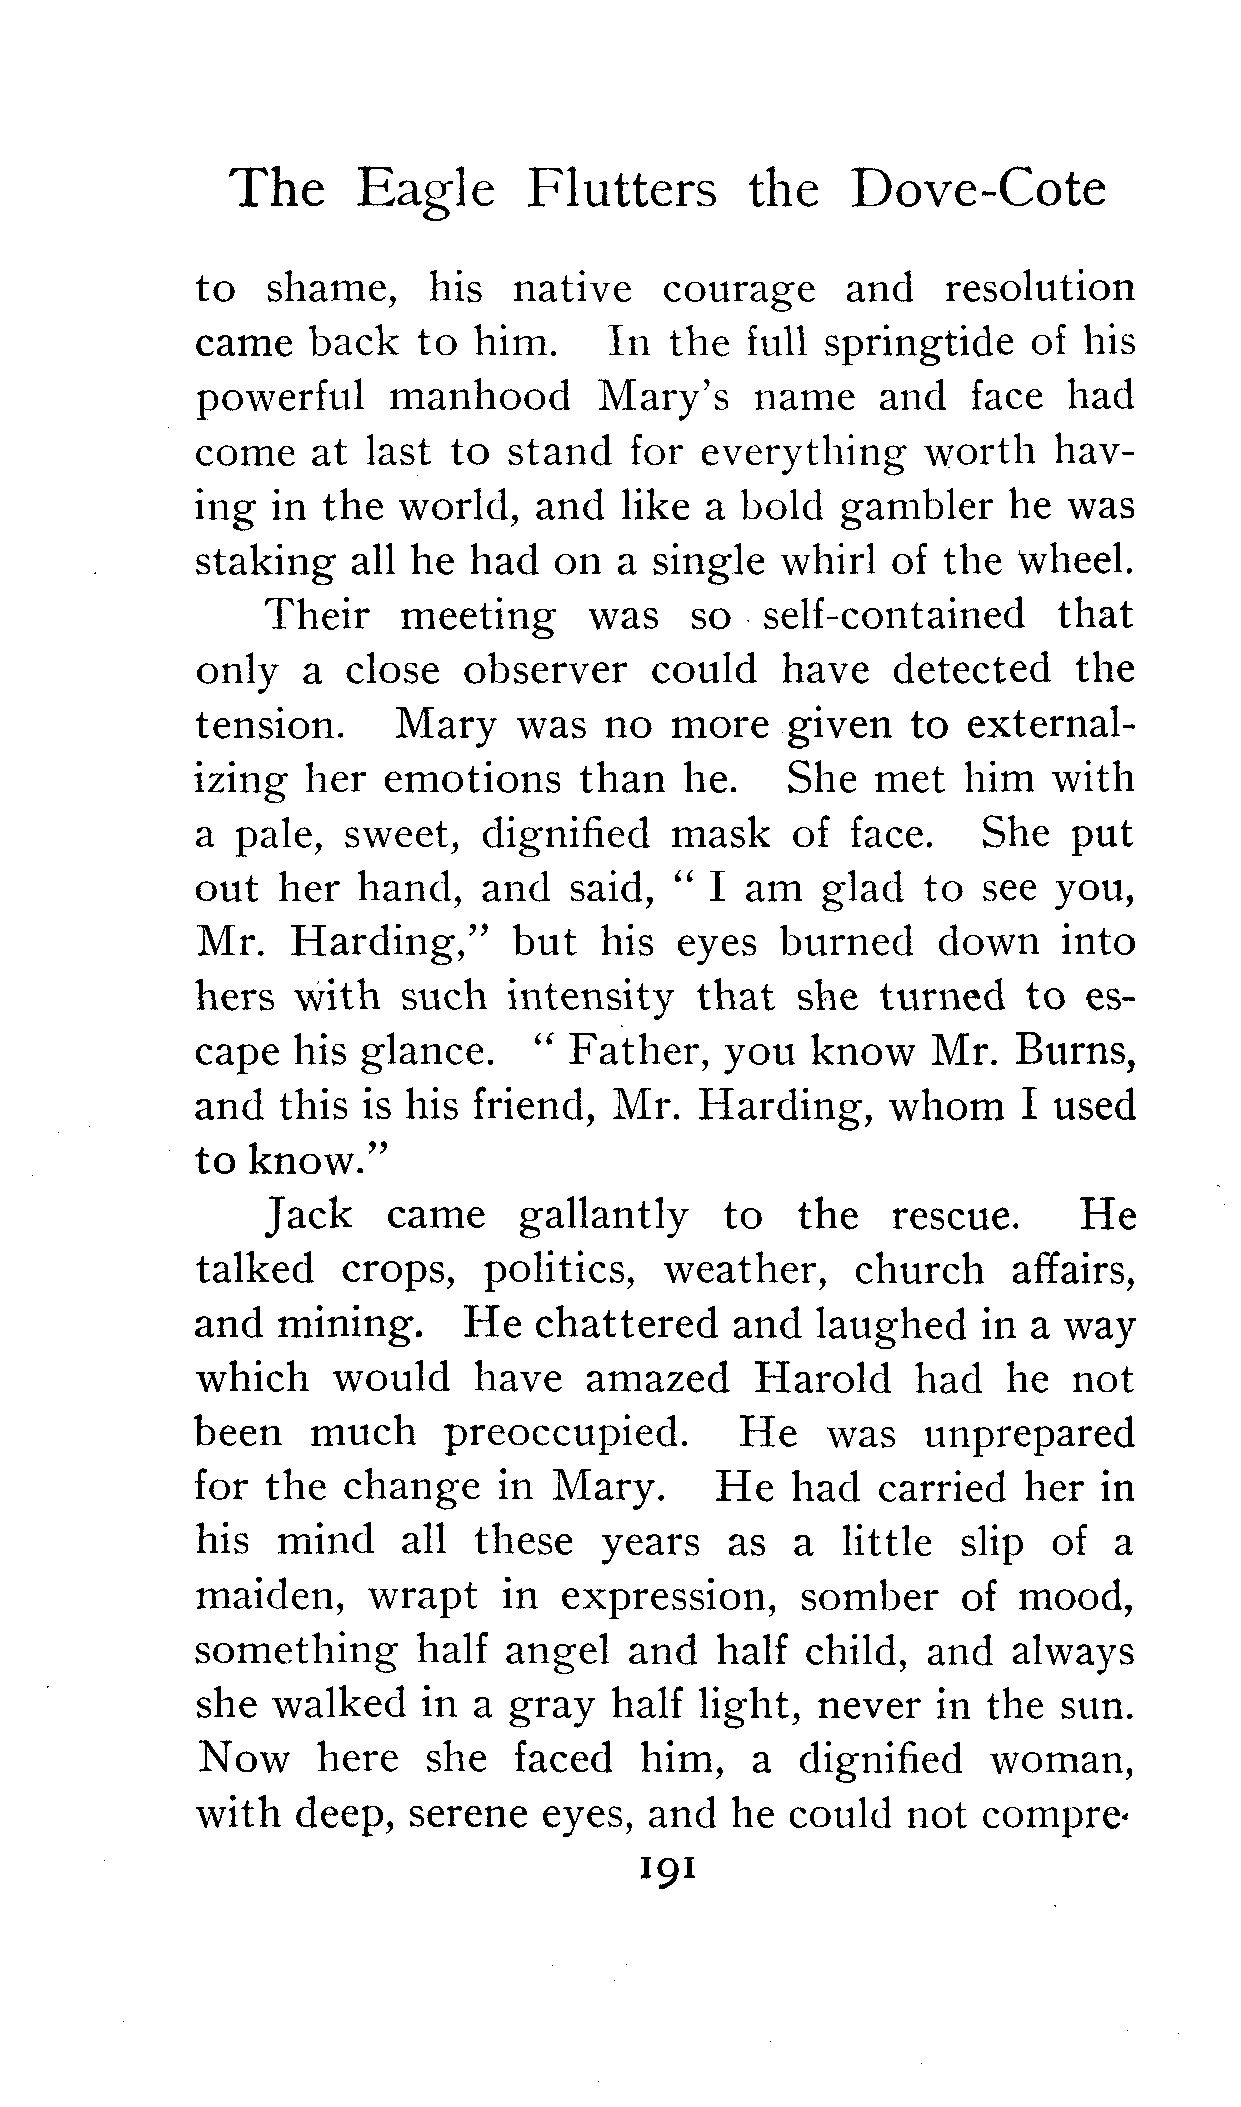 The Eagle Flutters the Dove-Cote
to shame, his native courage and resolution
came back to him. In the full springtide of his
powerful manhood Mary's name and face had
come at last to stand for everything worth hav-
ing in the world, and like a bold gambler he was
staking all he had on a single whirl of the wheel.
Their meeting was so self-contained that
only a close observer could have detected the
tension. Mary was no more given to external-
izing her emotions than he. She met him with
a pale, sweet, dignified mask of face. She put
out her hand, and said, " I am glad to see you,
Mr. Harding," but his eyes burned down into
hers with such intensity that she turned to es-
cape his glance. " Father, you know Mr. Burns,
and this is his friend, Mr. Harding, whom I used
to know."
Jack came gallantly to the rescue. He
talked crops, politics, weather, church affairs,
and mining. He chattered and laughed in a way
which would have amazed Harold had he not
been much preoccupied. He was unprepared
for the change in Mary. He had carried her in
his mind all these years as a little slip of a
maiden, wrapt in expression, somber of mood,
something half angel and half child, and always
she walked in a gray half light, never in the sun.
Now here she faced him, a dignified woman,
with deep, serene eyes, and he could not compre-
191